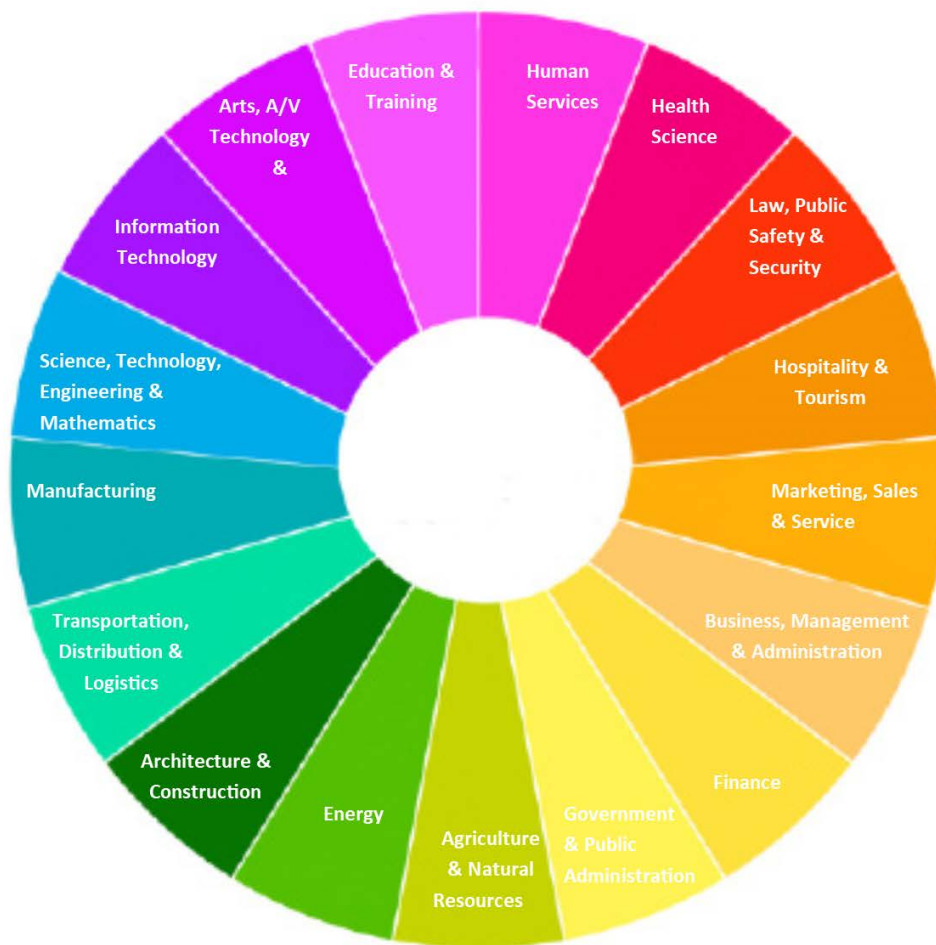 Education &
Training
Human
Services
Health
Science
Law, Public
Safety &
Security
Hospitality &
Tourism
Marketing, Sales
& Service
Business, Management
& Administration
Finance
Government
& Public
Administration
Agriculture
& Natural
Resources
Energy
Architecture &
Construction
Transportation,
Distribution &
Logistics
Manufacturing
Science, Technology,
Engineering &
Mathematics
Information
Technology
Arts, A/V
Technology
&